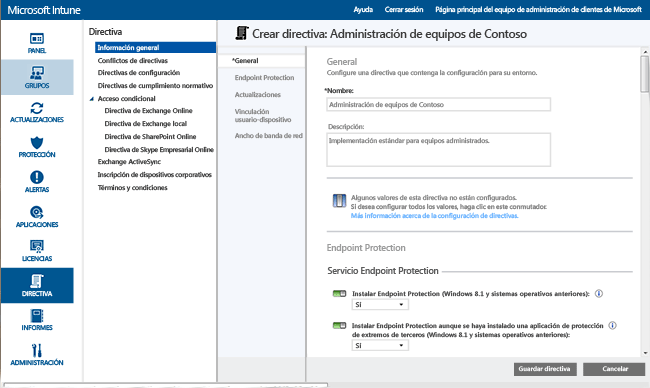 Microsoft Intune
Ayuda
Cerrar sesión
Página principal del equipo de administración de clientes de Microsoft
PANEL
GRUPOS
ACTUALIZACIONES
PROTECCIÓN
ALERTAS
APLICACIONES
LICENCIAS
DIRECTIVA
INFORMES
ADMINISTRACIÓN
Directiva
Información general
Conflictos de directivas
Directivas de configuración
Directivas de cumplimiento normativo
Acceso condicional
Directiva de Exchange Online
Directiva de Exchange local
Directiva de SharePoint Online
Directiva de Skype Empresarial Online
Exchange ActiveSync
Inscripción de dispositivos corporativos
Términos y condiciones
Crear directiva: Administración de equipos de Contoso
*General
Endpoint Protection
Actualizaciones
Vinculación
usuario-dispositivo
Ancho de banda de red
General
Configure una directiva que contenga la configuración para su entorno.
*Nombre:
Administración de equipos de Contoso
Descripción:
Implementación estándar para equipos administrados.
Algunos valores de esta directiva no están configurados.
Si desea configurar todos los valores, haga clic en este conmutador.
Más información acerca de la configuración de directivas.
Endpoint Protection
Servicio Endpoint Protection
Instalar Endpoint Protection (Windows 8.1 y sistemas operativos anteriores):
Sí
Instalar Endpoint Protection aunque se haya instalado una aplicación de protección
de extremos de terceros (Windows 8.1 y sistemas operativos anteriores):
Sí
Guardar directiva
Cancelar